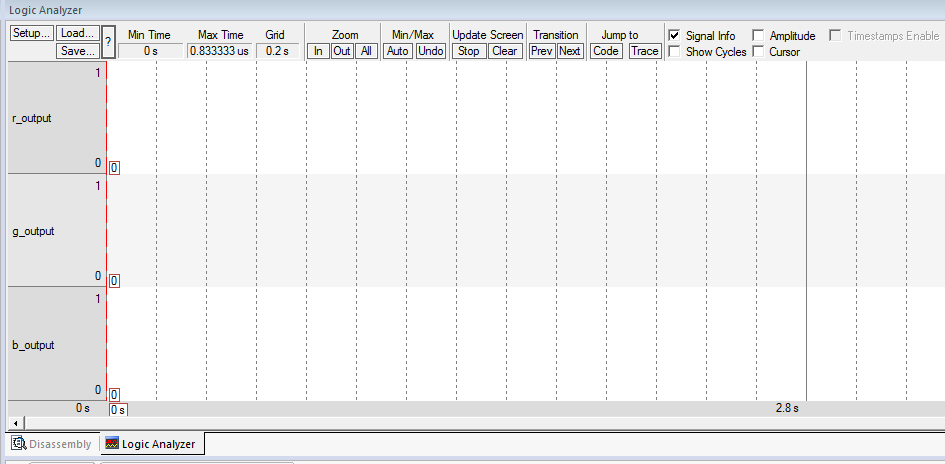 Logic Analyzer
Setup... Load... Min Time Max Time Grid Zoom Min/Max Update Screen Transition Jump to Signal Info Amplitude Timestamps Enable
Save... ? 0 s 0.833333 us 0.2 s In Out All Auto Undo Stop Clear Prev Next Code Trace Show Cycles Cursor
1
r_output
0 0
1
g_output
0 0
1
b_output
0 0
0 s 0 s 2.8 s
Disassembly Logic Analyzer